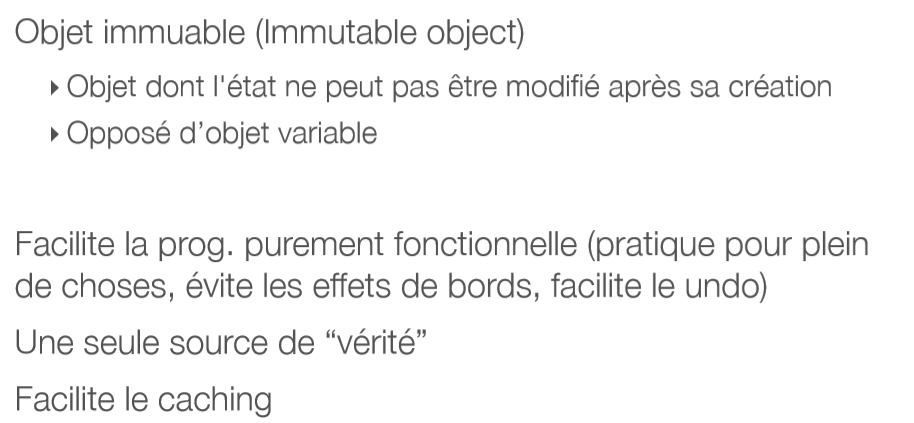 Objet immuable (Immutable object)
‣ Objet dont l'état ne peut pas être modifié après sa création
‣ Opposé d’objet variable
Facilite la prog. purement fonctionnelle (pratique pour plein
de choses, évite les effets de bords, facilite le undo)
Une seule source de “vérité”
Facilite le caching